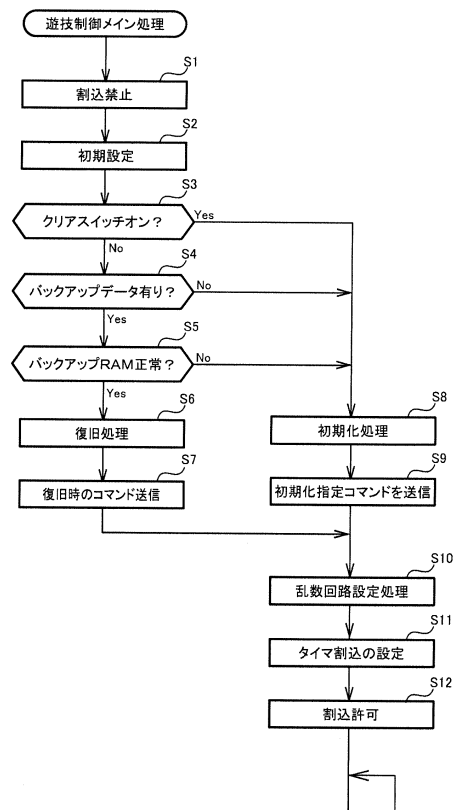 遊技制御メイン処理
S1
割込禁止
S2
初期設定
S3
クリアスイッチオン？
Yes
No
S4
バックアップデータ有り？
No
Yes
S5
バックアップRAM正常？
No
Yes
S6
復旧処理
S7
復旧時のコマンド送信
S8
初期化処理
S9
初期化指定コマンドを送信
S10
乱数回路設定処理
S11
タイマ割込の設定
S12
割込許可